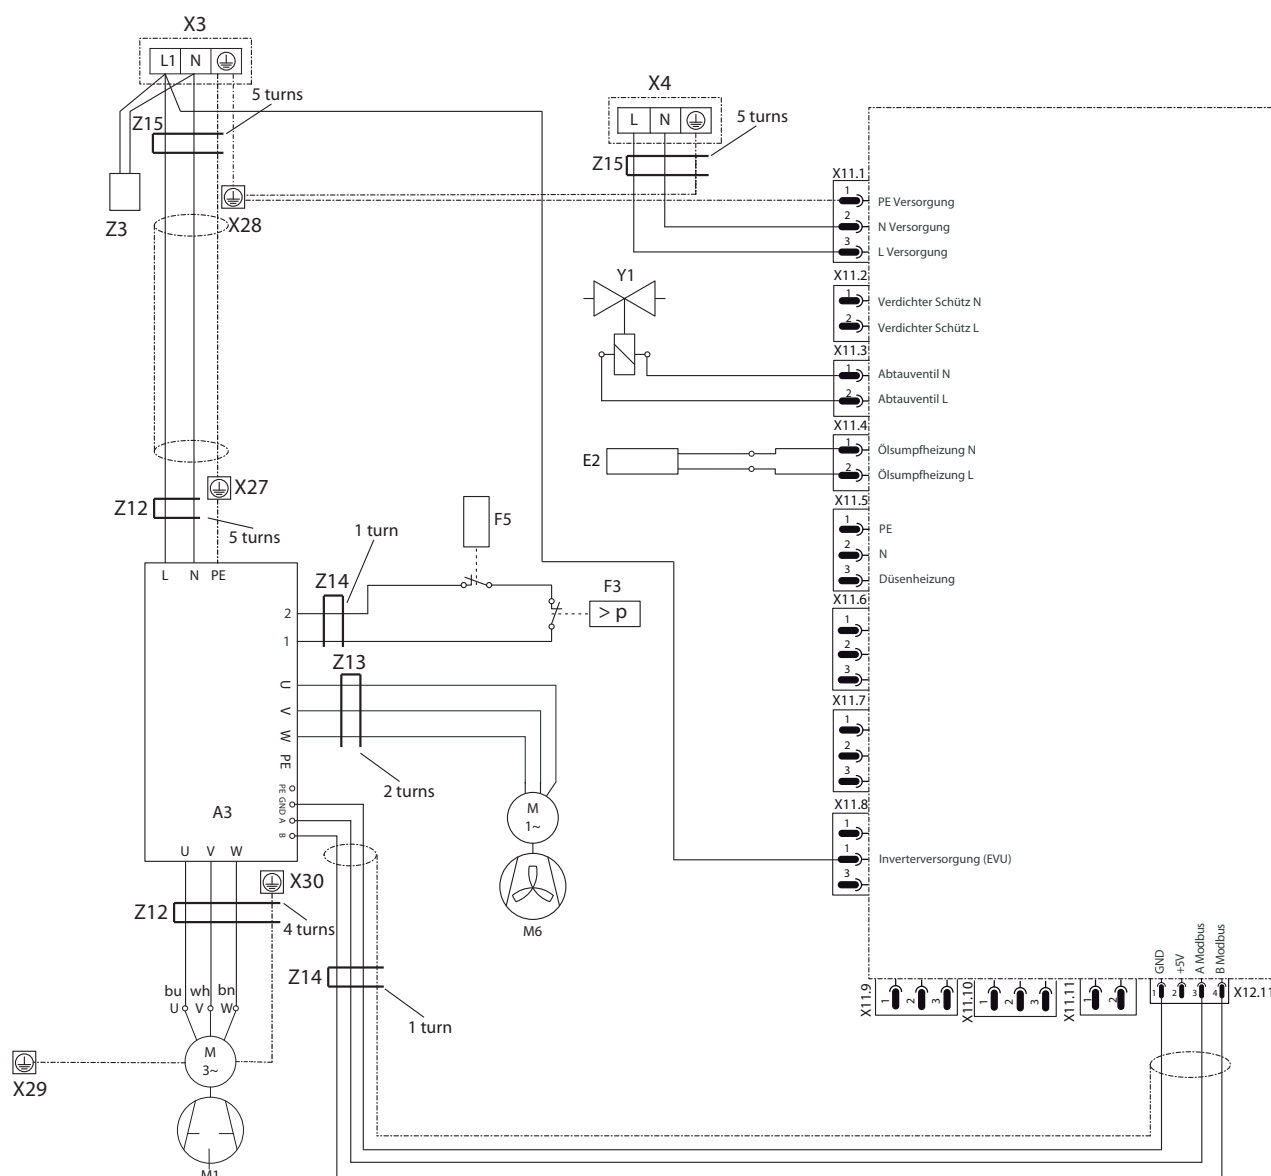 X3
L1 N
5 turns
Z15
Z3
X28
X4
L N
5 turns
Z15
X11.1
1 PE Versorgung
2 N Versorgung
3 L Versorgung
Y1
X11.2
1 Verdichter Schütz N
2 Verdichter Schütz L
X11.3
1 Abtauventil N
2 Abtauventil L
X11.4
E2
1 Ölsumpfheizung N
2 Ölsumpfheizung L
X27
Z12
5 turns
X11.5
1 PE
2 N
3 Düsenheizung
F5
1 turn
L N PE
Z14
F3
> p
2
1
X11.6
1
2
3
Z13
U
V
W
PE
2 turns
X11.7
1
2
3
PE
GND
A
B
A3
M
1~
M6
X11.8
1
1 Inverterversorgung (EVU)
3
U V W
X30
Z12
4 turns
Z14
1 turn
bu wh bn
U V W
M
3~
X29
M1
GND
+5V
A Modbus
B Modbus
X11.9
1 2 3
X11.10
1 2 3
X11.11
1 2
1 2 3 4
X12.11